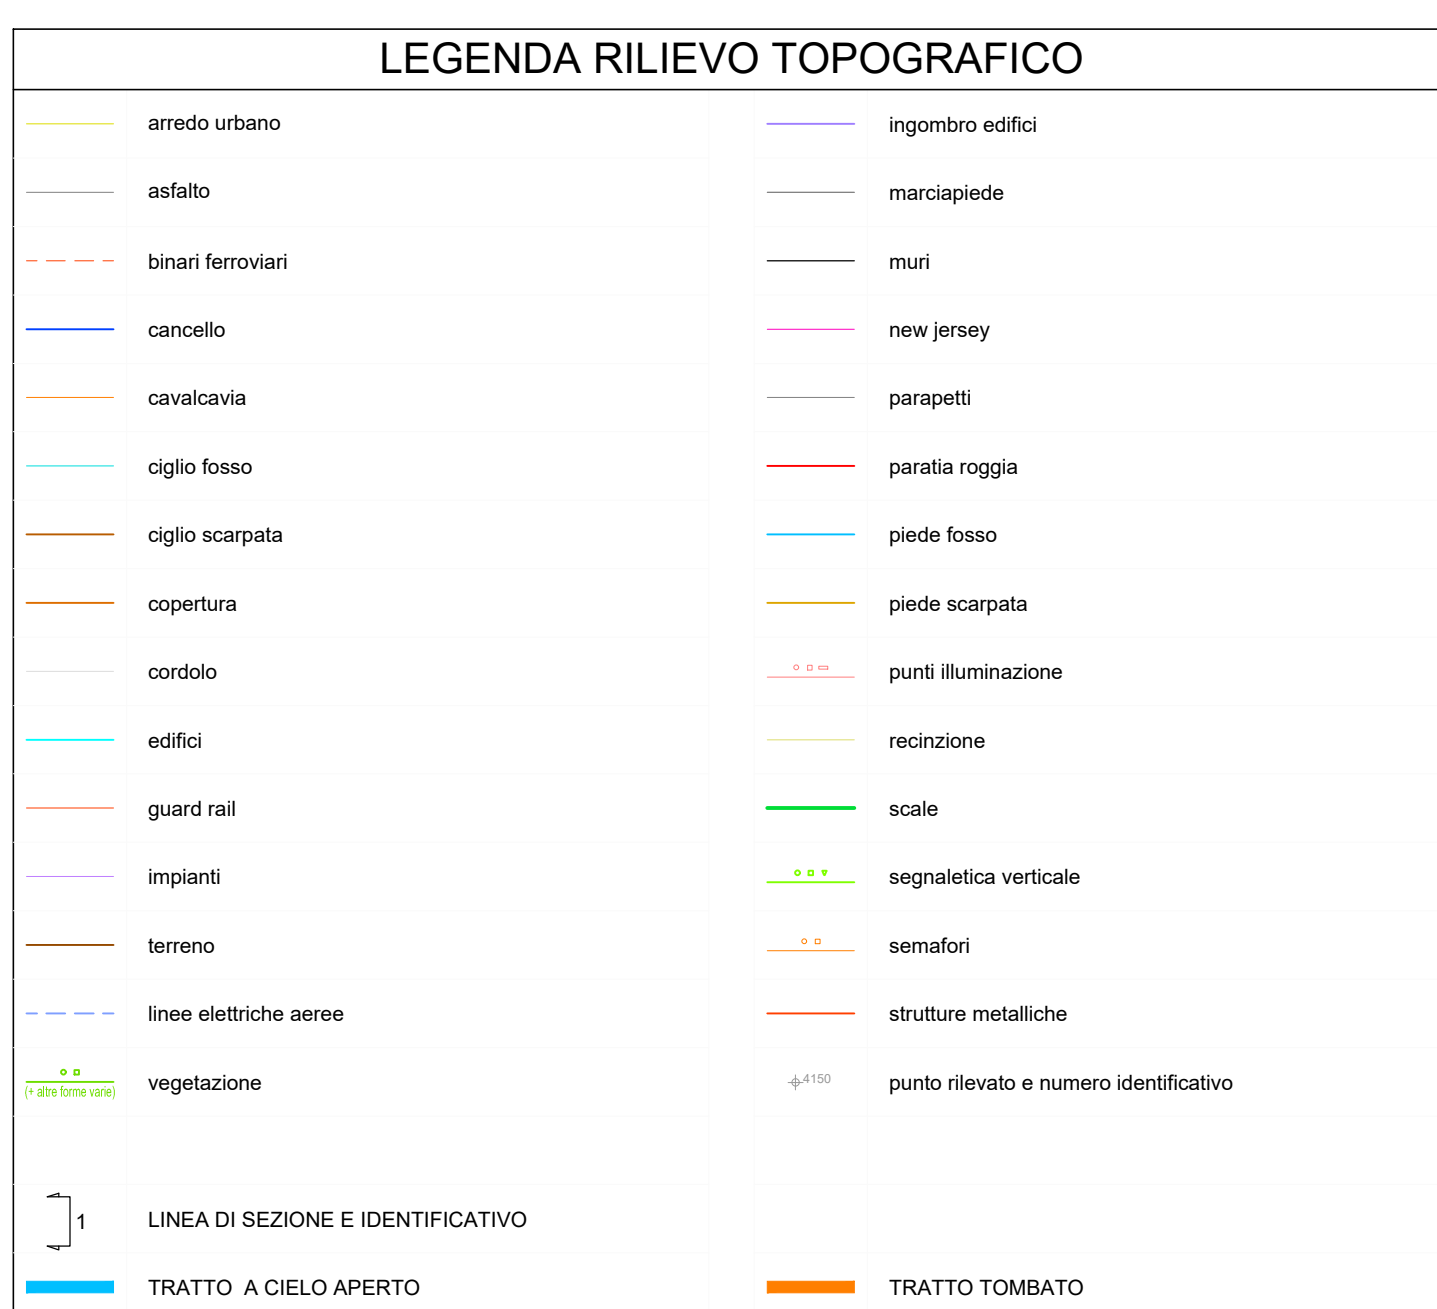 LEGENDA RILIEVO TOPOGRAFICO
arredo urbano
ingombro edifici
asfalto
marciapiede
binari ferroviari
muri
cancello
new jersey
cavalcavia
parapetti
ciglio fosso
paratia roggia
ciglio scarpata
piede fosso
copertura
piede scarpata
cordolo
punti illuminazione
edifici
recinzione
guard rail
scale
impianti
segnaletica verticale
terreno
semafori
linee elettriche aeree
strutture metalliche
(+ altre forme varie)
vegetazione
4150
punto rilevato e numero identificativo
1
LINEA DI SEZIONE E IDENTIFICATIVO
TRATTO A CIELO APERTO
TRATTO TOMBATO